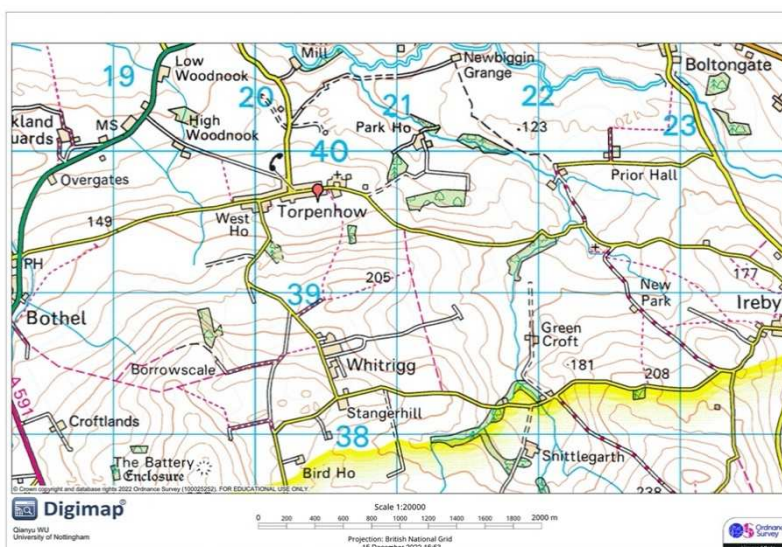 Mill
Newbiggin
Grange
Boltongate
19
Low
Woodnook
20
21
22
23
MS
High
Woodnook
Park Ho
123
kland
uards
40
Overgates
Prior Hall
149
West
Ho
Torpenhow
PH
205
39
177
New
Park
Ireby
Bothel
Green
Croft
Whitrigg
181
208
Borrowscale
A 591
Stangerhill
Croftlands
38
The Battery
Enclosure
Bird Ho
Shittlegarth
© Crown copyright and database rights 2022 Ordnance Survey (100025252). FOR EDUCATIONAL USE ONLY.
Digimap
Scale 1:20000
Qianyu WU
University of Nottingham
0 200 400 600 800 1000 1200 1400 1600 1800 2000 m
Projection: British National Grid
Ordnance
Survey